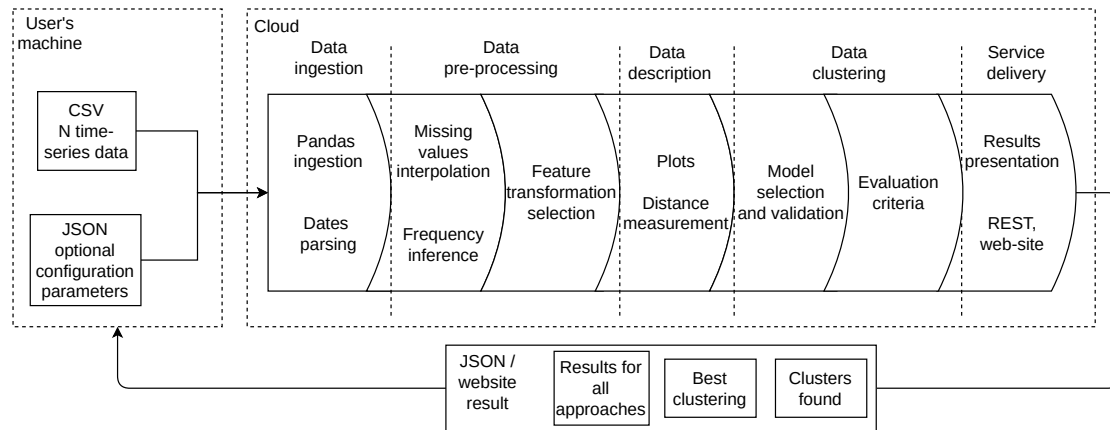 User's
machine
CSV
N time-
series data
JSON
optional
configuration
parameters
Cloud
Data
ingestion
Data
pre-processing
Data
description
Data
clustering
Service
delivery
Pandas
ingestion
Dates
parsing
Missing
values
interpolation
Frequency
inference
Feature
transformation
selection
Plots
Distance
measurement
Model
selection
and validation
Evaluation
criteria
Results
presentation
REST,
web-site
JSON /
website
result
Results for
all
approaches
Best
clustering
Clusters
found